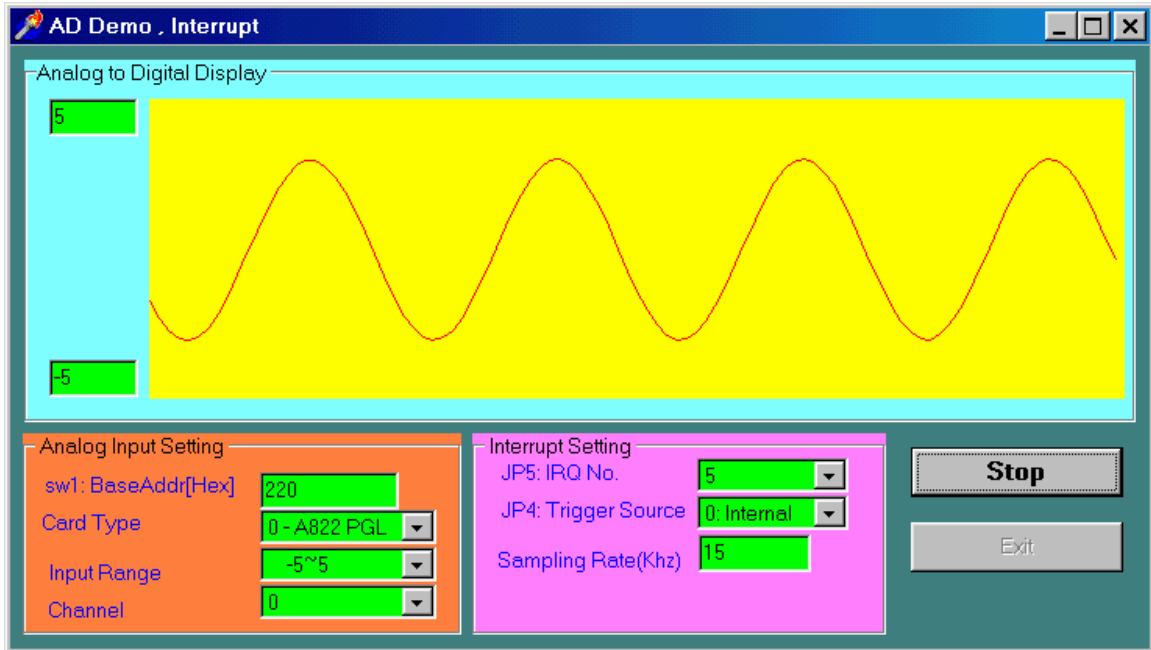 AD Demo , Interrupt
Analog to Digital Display
5
-5
Analog Input Setting
sw1: BaseAddr[Hex] 220
Card Type 0 - A822 PGL
Input Range -5~5
Channel 0
Interrupt Setting
JP5: IRQ No. 5
JP4: Trigger Source 0: Internal
Sampling Rate(Khz) 15
Stop
Exit